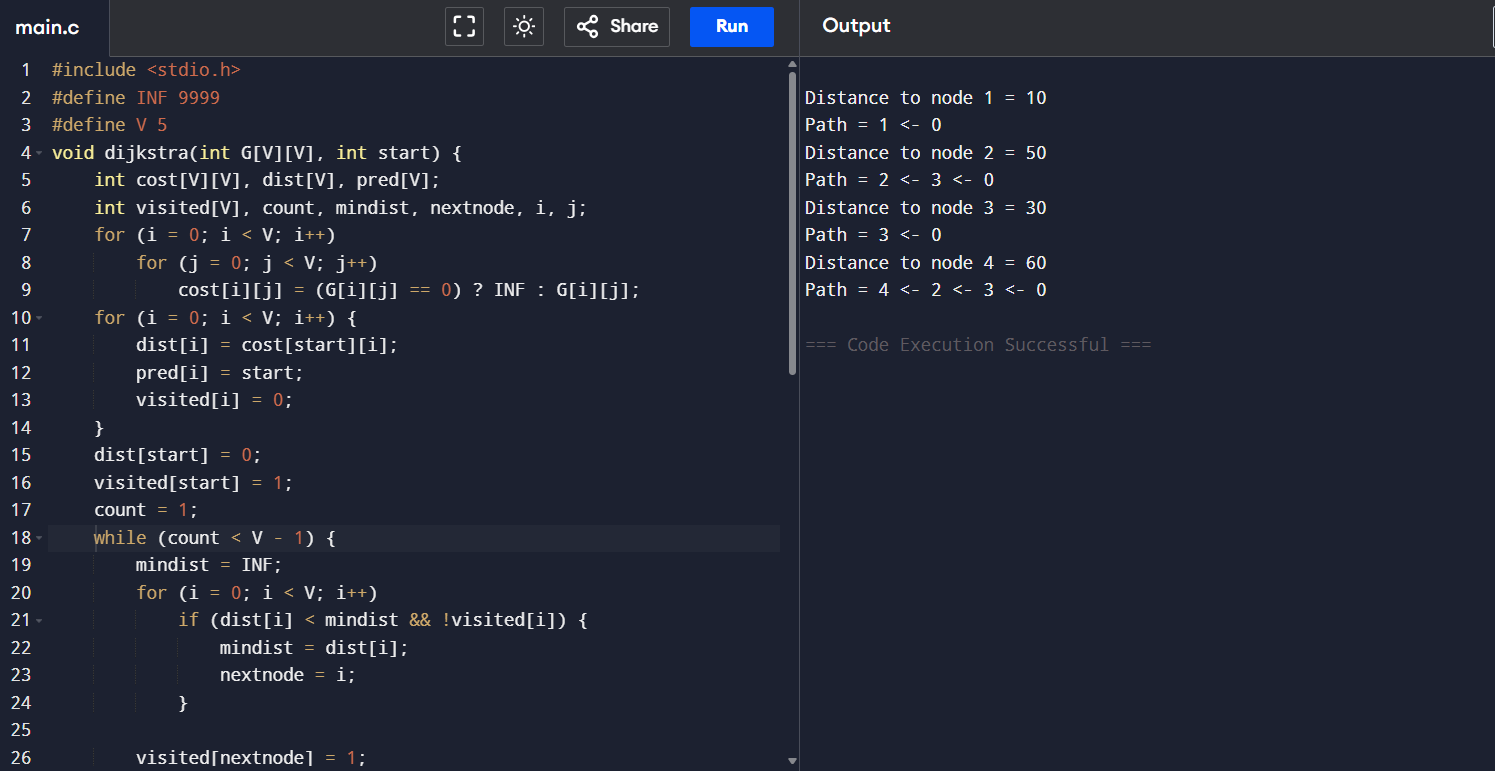 main.c
Share
Run
Output
1 #include <stdio.h>
2 #define INF 9999
3 #define V 5
4 void dijkstra(int G[V][V], int start) {
5     int cost[V][V], dist[V], pred[V];
6     int visited[V], count, mindist, nextnode, i, j;
7     for (i = 0; i < V; i++)
8         for (j = 0; j < V; j++)
9             cost[i][j] = (G[i][j] == 0) ? INF : G[i][j];
10     for (i = 0; i < V; i++) {
11         dist[i] = cost[start][i];
12         pred[i] = start;
13         visited[i] = 0;
14     }
15     dist[start] = 0;
16     visited[start] = 1;
17     count = 1;
18     while (count < V - 1) {
19         mindist = INF;
20         for (i = 0; i < V; i++)
21             if (dist[i] < mindist && !visited[i]) {
22                 mindist = dist[i];
23                 nextnode = i;
24             }
25
26         visited[nextnode] = 1;
Distance to node 1 = 10
Path = 1 <- 0
Distance to node 2 = 50
Path = 2 <- 3 <- 0
Distance to node 3 = 30
Path = 3 <- 0
Distance to node 4 = 60
Path = 4 <- 2 <- 3 <- 0
=== Code Execution Successful ===